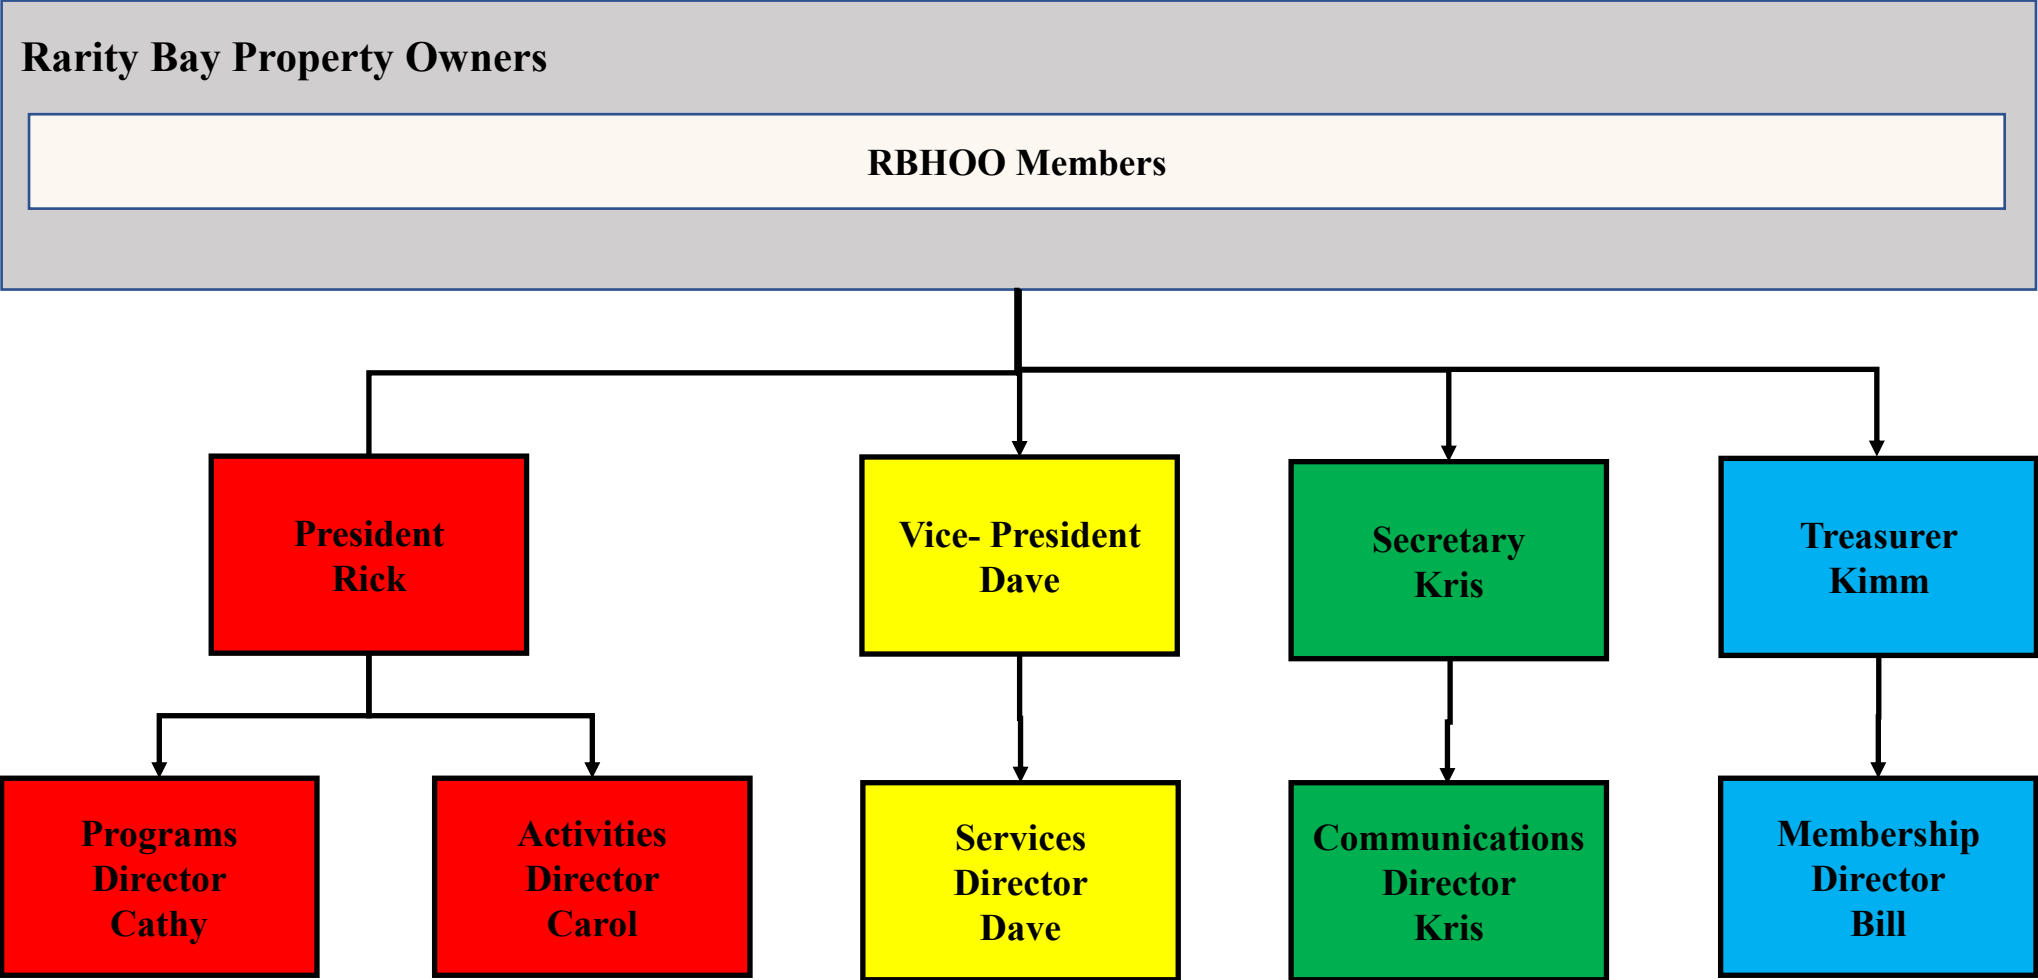 Rarity Bay Property Owners
RBHOO Members
President
Rick
Vice- President
Dave
Secretary
Kris
Treasurer
Kimm
Programs
Director
Cathy
Activities
Director
Carol
Services
Director
Dave
Communications
Director
Kris
Membership
Director
Bill